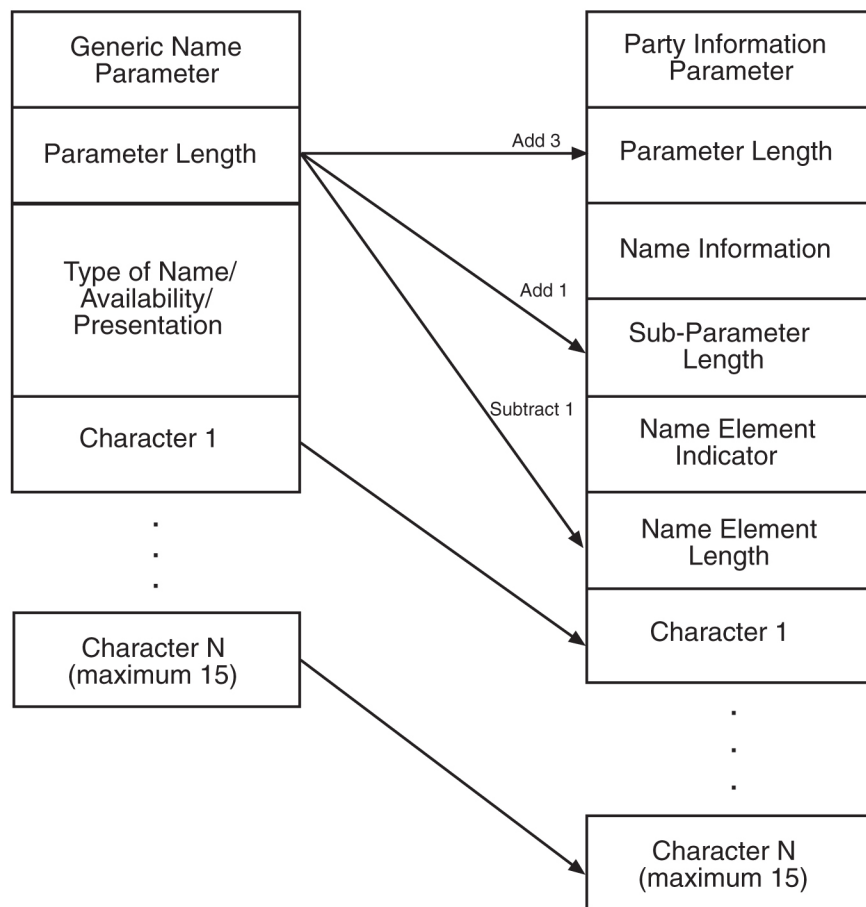 Generic Name
Parameter
Parameter Length
Type of Name/
Availability/
Presentation
Character 1
Character N
(maximum 15)
Add 3
Add 1
Subtract 1
Party Information
Parameter
Parameter Length
Name Information
Sub-Parameter
Length
Name Element
Indicator
Name Element
Length
Character 1
Character N
(maximum 15)